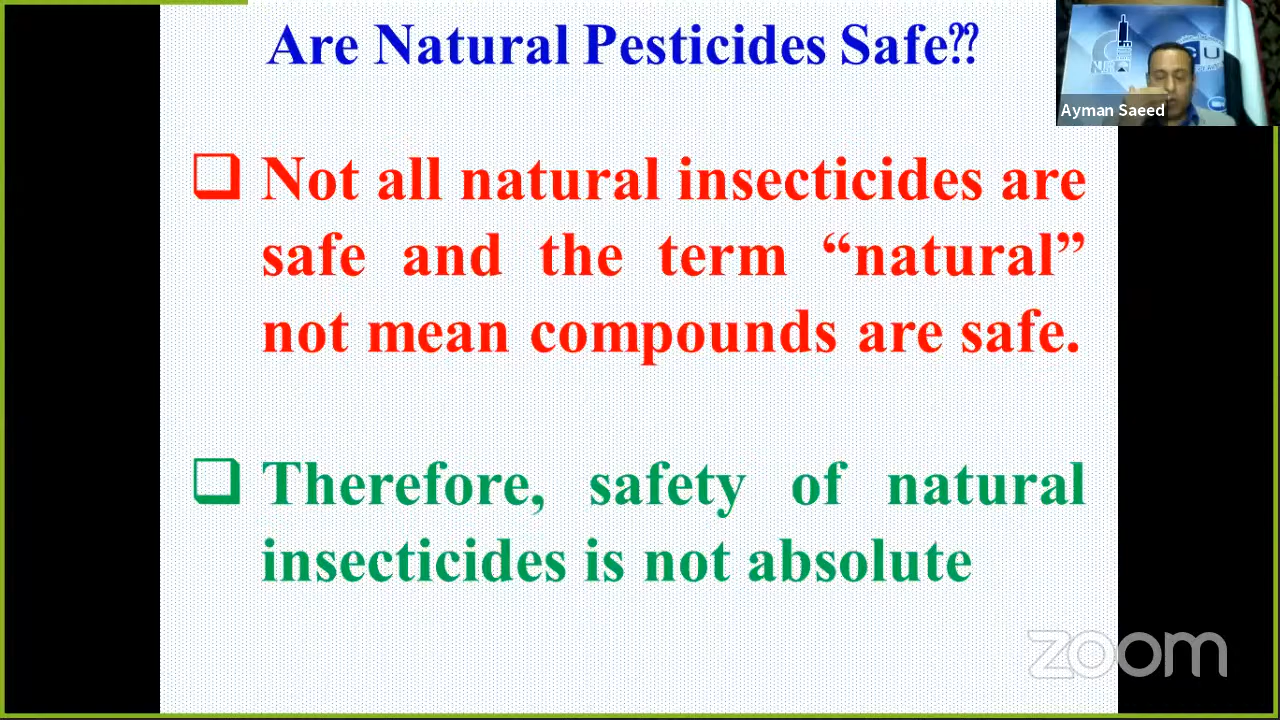 Are Natural Pesticides Safe??
Ayman Saeed
Not all natural insecticides are
safe and the term “natural”
not mean compounds are safe.
Therefore, safety of natural
insecticides is not absolute
zoom